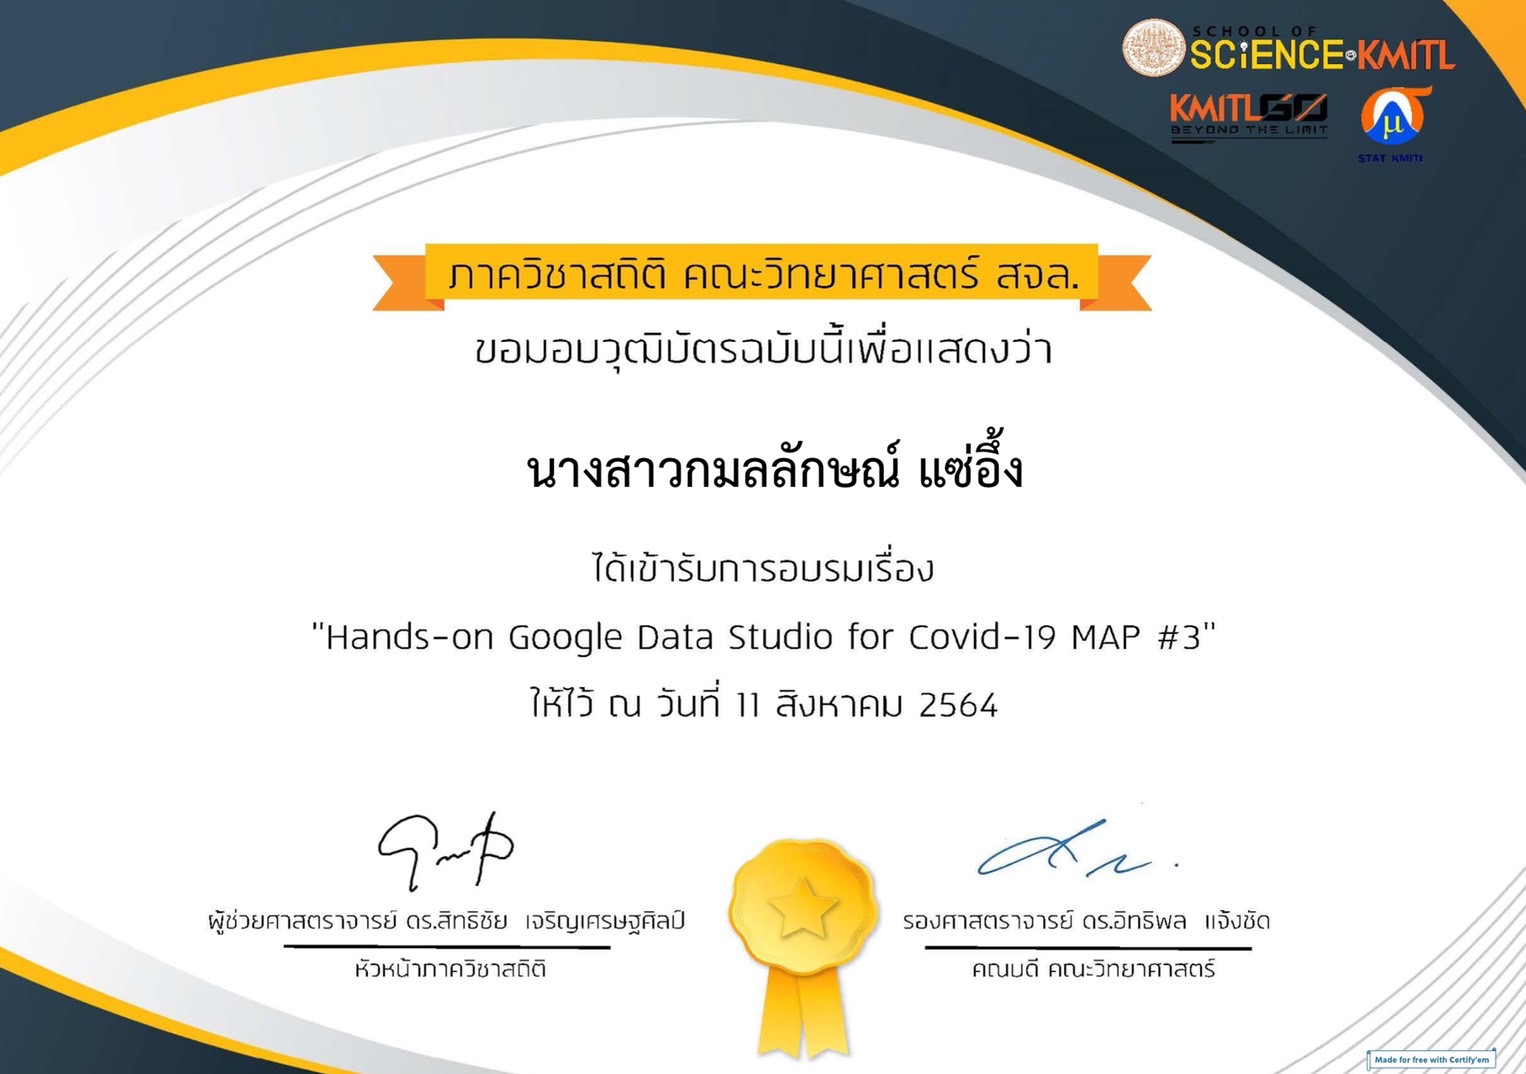 SCHOOL OF
SCiENCE KMITL
KMITLGO
BEYOND THE LIMIT
μ
STAT KMITL
ภาควิชาสถิติ คณะวิทยาศาสตร์ สจล.
ขอมอบวุฒิบัตรฉบับนี้เพื่อแสดงว่า
นางสาวกมลลักษณ์ แซ่อึ้ง
ได้เข้ารับการอบรมเรื่อง
"Hands-on Google Data Studio for Covid-19 MAP #3"
ให้ไว้ ณ วันที่ 11 สิงหาคม 2564
ผู้ช่วยศาสตราจารย์ ดร.สิทธิชัย เจริญเศรษฐศิลป์
หัวหน้าภาควิชาสถิติ
รองศาสตราจารย์ ดร.อิทธิพล แจ้งชัด
คณบดี คณะวิทยาศาสตร์
Made for free with Certify'em